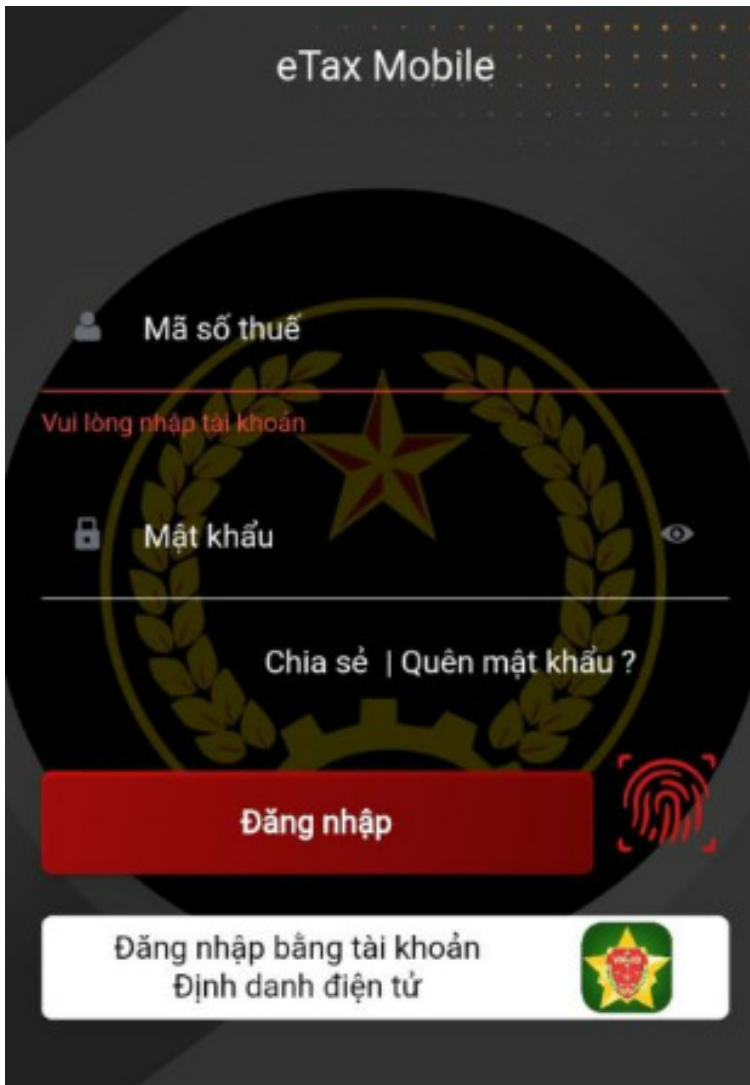 eTax Mobile
Mã số thuế
Vui lòng nhập tài khoản
Mật khẩu
Chia sẻ | Quên mật khẩu ?
Đăng nhập
Đăng nhập bằng tài khoản
Định danh điện tử